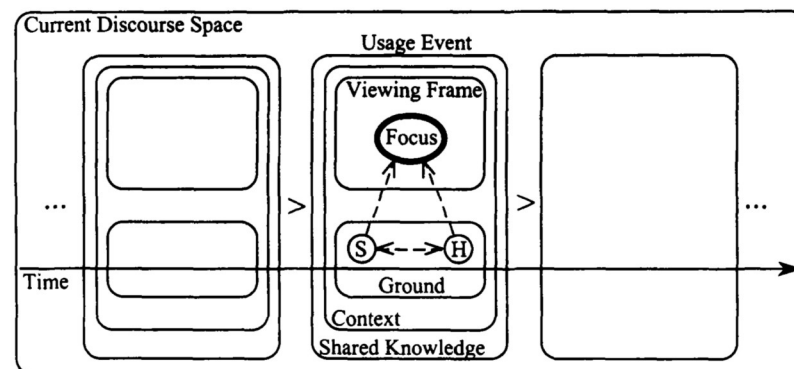 Current Discourse Space
Usage Event
Viewing Frame
Focus
... > > ...
S H
Time
Ground
Context
Shared Knowledge